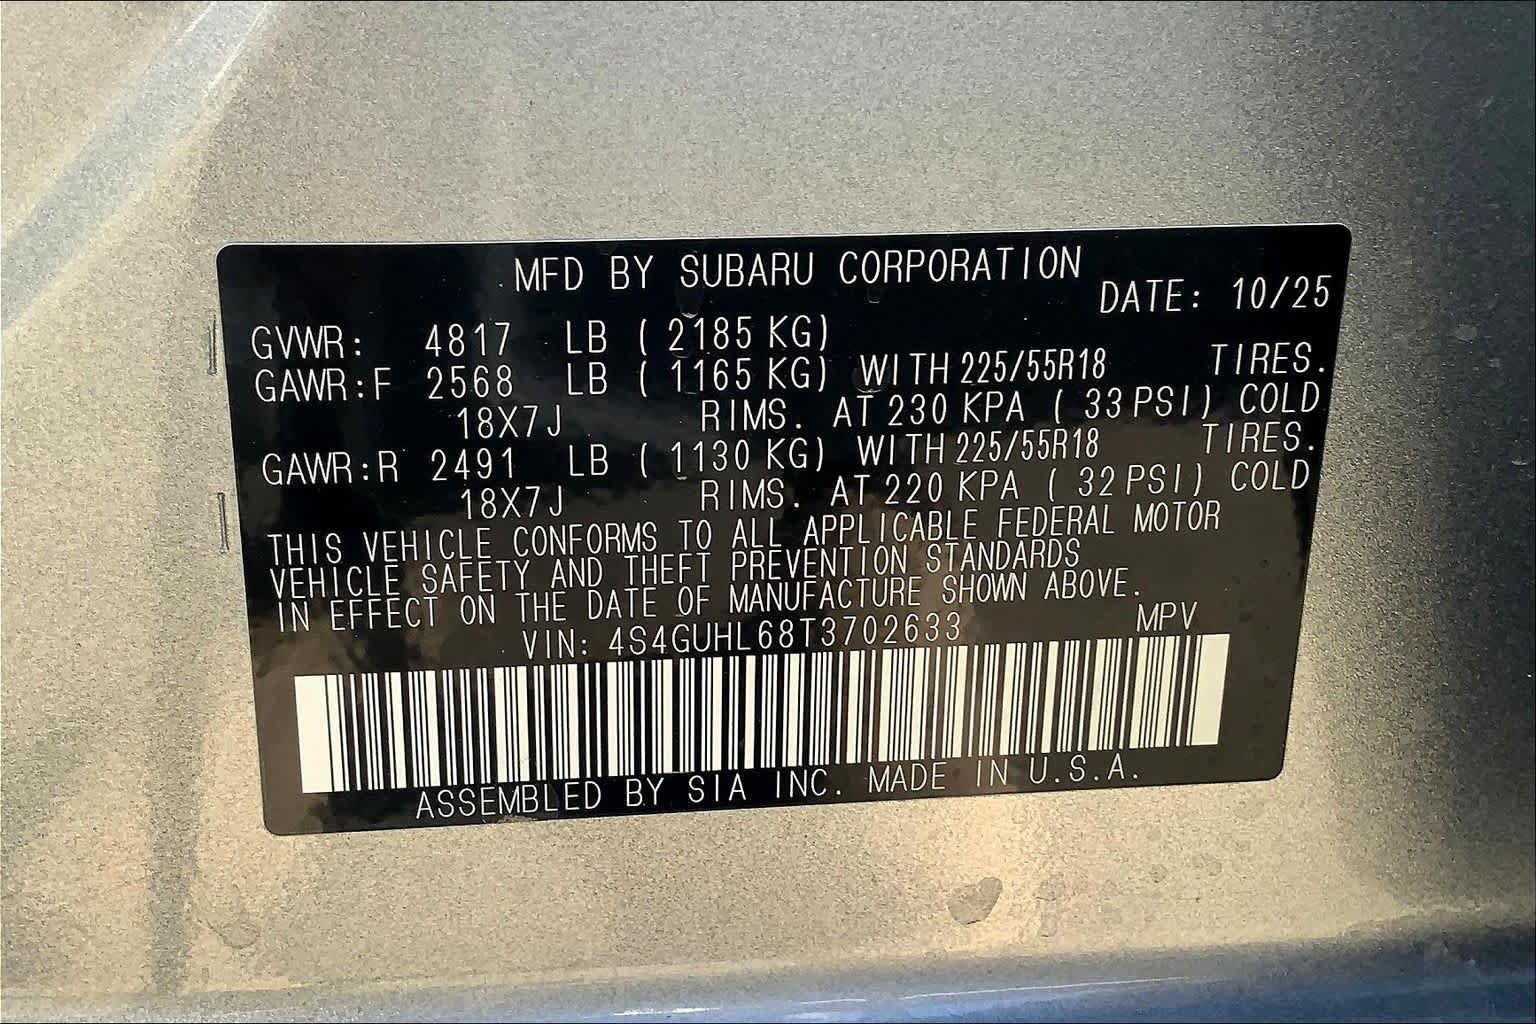 MFD BY SUBARU CORPORATION
DATE: 10/25
GVWR: 4817 LB ( 2185 KG)
GAWR:F 2568 LB ( 1165 KG) WITH 225/55R18 TIRES.
18X7J RIMS. AT 230 KPA ( 33 PSI) COLD
GAWR:R 2491 LB ( 1130 KG) WITH 225/55R18 TIRES.
18X7J RIMS. AT 220 KPA ( 32 PSI) COLD
THIS VEHICLE CONFORMS TO ALL APPLICABLE FEDERAL MOTOR
VEHICLE SAFETY AND THEFT PREVENTION STANDARDS
IN EFFECT ON THE DATE OF MANUFACTURE SHOWN ABOVE.
VIN: 4S4GUHL68T3702633 MPV
ASSEMBLED BY SIA INC. MADE IN U.S.A.